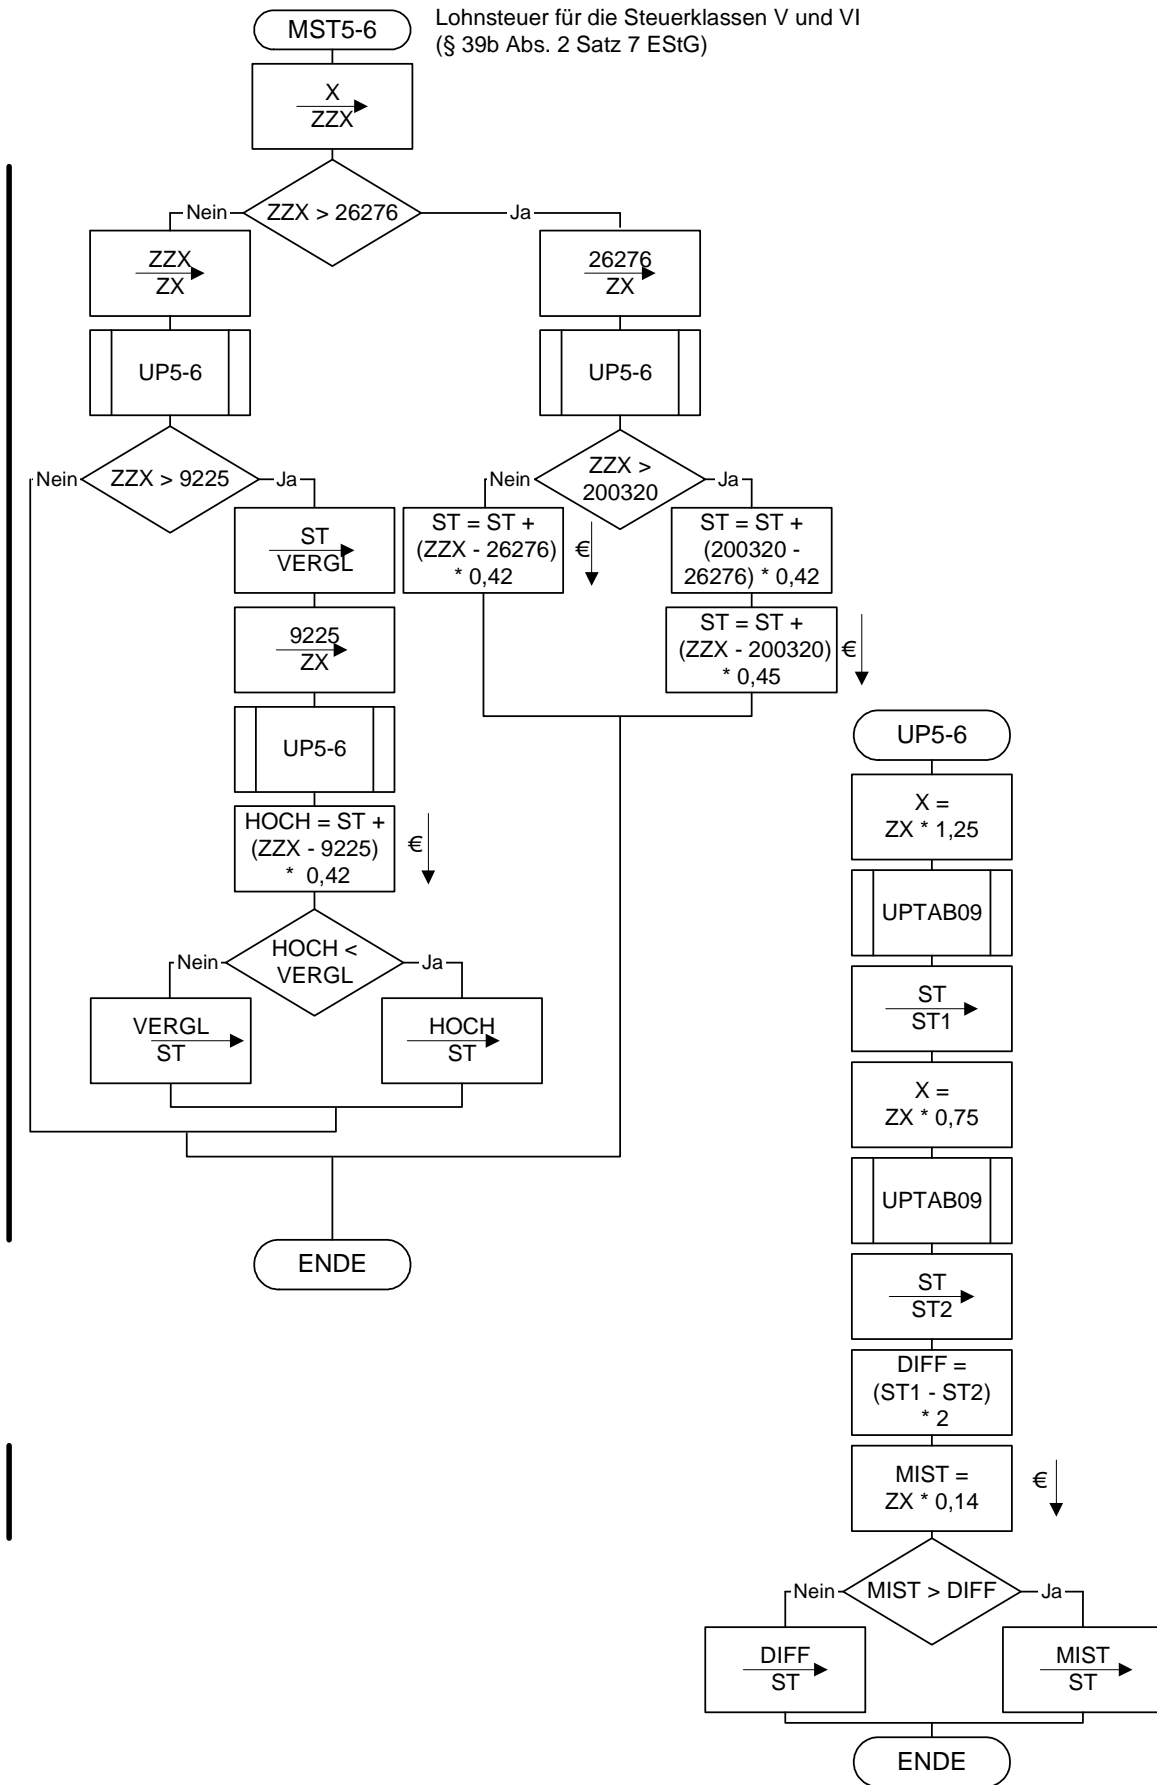 MST5-6
Lohnsteuer für die Steuerklassen V und VI
(§ 39b Abs. 2 Satz 7 EStG)
X
ZZX
Nein
ZZX > 26276
Ja
ZZX
ZX
26276
ZX
UP5-6
UP5-6
Nein
ZZX > 9225
Ja
Nein
ZZX >
200320
Ja
ST
VERGL
ST = ST +
(ZZX - 26276)
* 0,42
€
ST = ST +
(200320 -
26276) * 0,42
9225
ZX
ST = ST +
(ZZX - 200320)
* 0,45
€
UP5-6
HOCH = ST +
(ZZX - 9225)
* 0,42
€
Nein
HOCH <
VERGL
Ja
VERGL
ST
HOCH
ST
ENDE
UP5-6
X =
ZX * 1,25
UPTAB09
ST
ST1
X =
ZX * 0,75
UPTAB09
ST
ST2
DIFF =
(ST1 - ST2)
* 2
MIST =
ZX * 0,14
€
Nein
MIST > DIFF
Ja
DIFF
ST
MIST
ST
ENDE